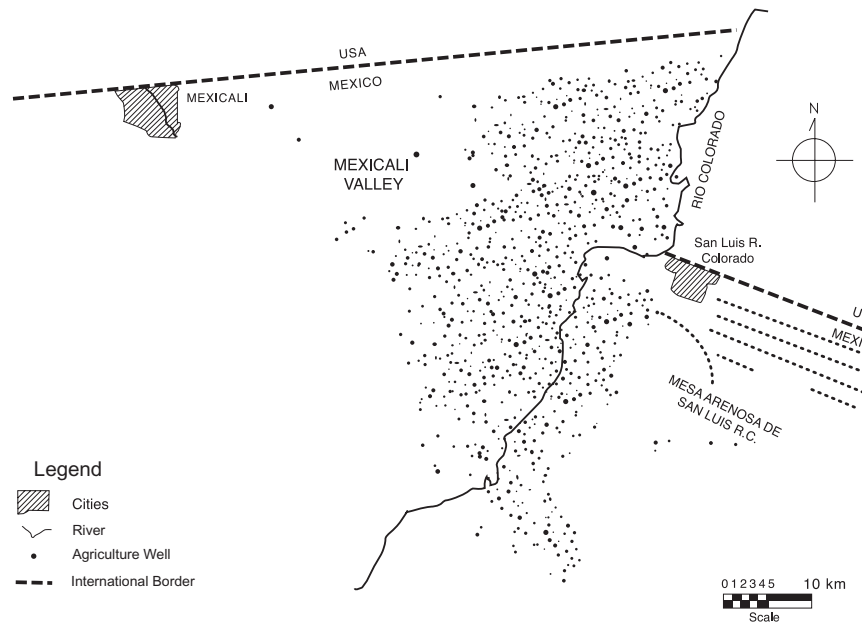 USA
MEXICO
MEXICALI
MEXICALI
VALLEY
RIO COLORADO
N
San Luis R.
Colorado
U
MEXI
MESA ARENOSA DE
SAN LUIS R.C.
Legend
Cities
River
Agriculture Well
International Border
0 1 2 3 4 5 10 km
Scale